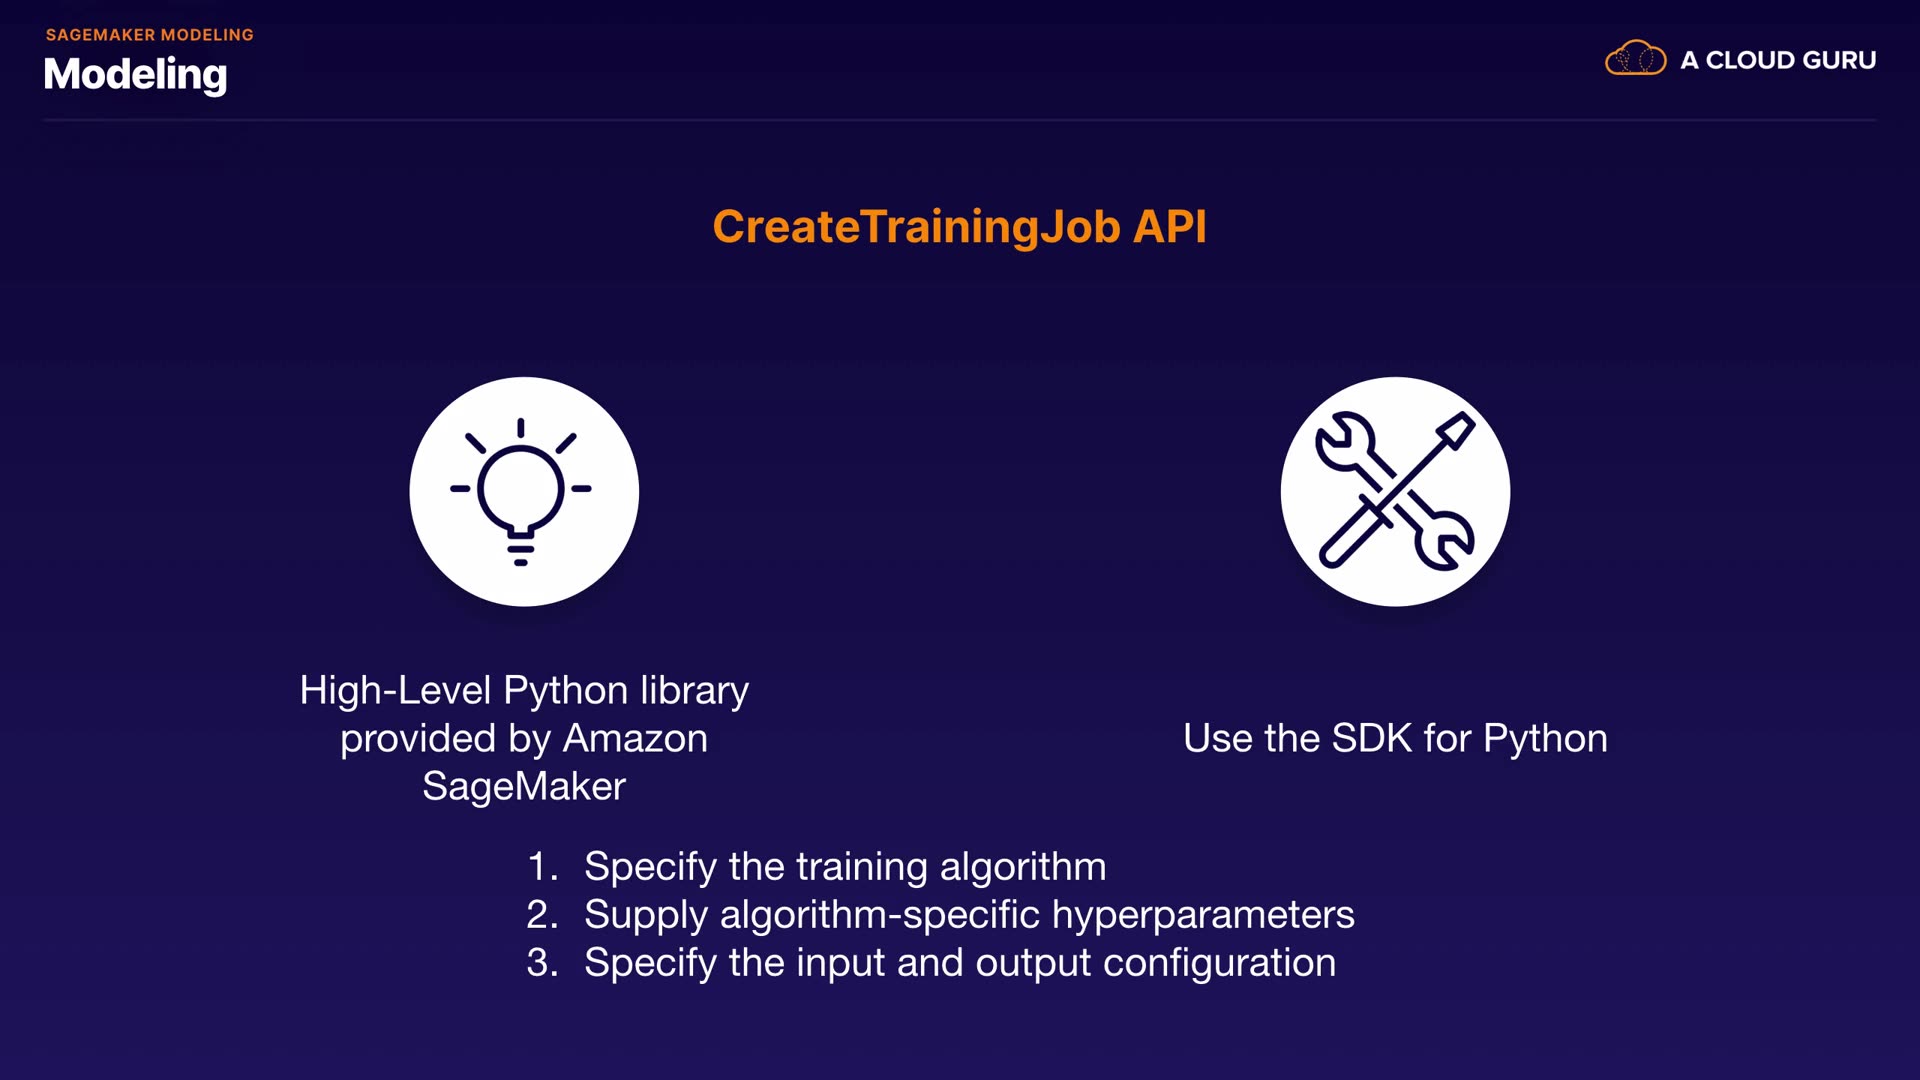 SAGEMAKER MODELING
Modeling
A CLOUD GURU
CreateTrainingJob API
High-Level Python library
provided by Amazon
SageMaker
Use the SDK for Python
1. Specify the training algorithm
2. Supply algorithm-specific hyperparameters
3. Specify the input and output configuration